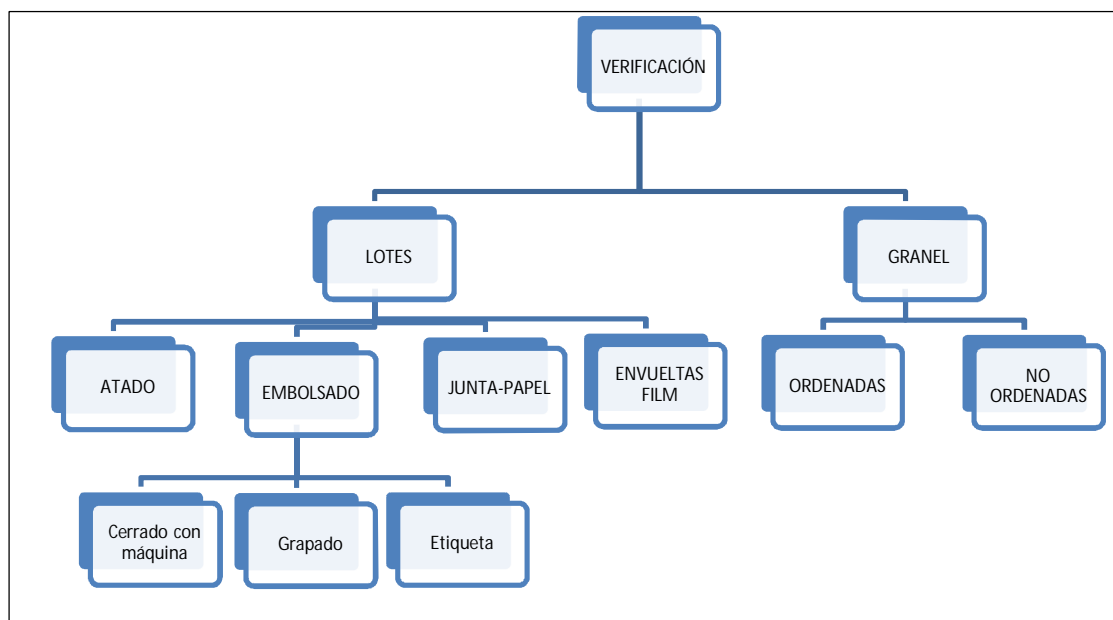 VERIFICACIÓN
LOTES
GRANEL
ATADO
EMBOLSADO
JUNTA-PAPEL
ENVUELTAS
FILM
ORDENADAS
NO
ORDENADAS
Cerrado con
máquina
Grapado
Etiqueta